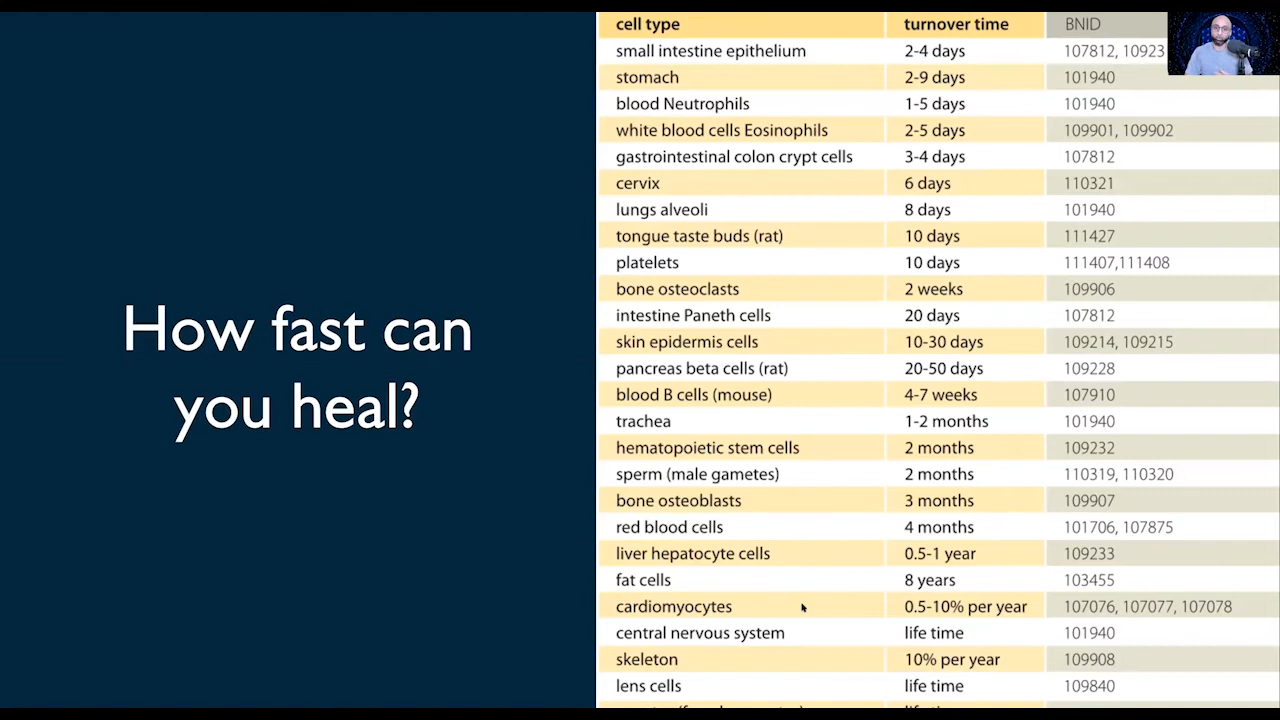 How fast can
you heal?
cell type turnover time BNID
small intestine epithelium 2-4 days 107812, 10923
stomach 2-9 days 101940
blood Neutrophils 1-5 days 101940
white blood cells Eosinophils 2-5 days 109901, 109902
gastrointestinal colon crypt cells 3-4 days 107812
cervix 6 days 110321
lungs alveoli 8 days 101940
tongue taste buds (rat) 10 days 111427
platelets 10 days 111407,111408
bone osteoclasts 2 weeks 109906
intestine Paneth cells 20 days 107812
skin epidermis cells 10-30 days 109214, 109215
pancreas beta cells (rat) 20-50 days 109228
blood B cells (mouse) 4-7 weeks 107910
trachea 1-2 months 101940
hematopoietic stem cells 2 months 109232
sperm (male gametes) 2 months 110319, 110320
bone osteoblasts 3 months 109907
red blood cells 4 months 101706, 107875
liver hepatocyte cells 0.5-1 year 109233
fat cells 8 years 103455
cardiomyocytes 0.5-10% per year 107076, 107077, 107078
central nervous system life time 101940
skeleton 10% per year 109908
lens cells life time 109840